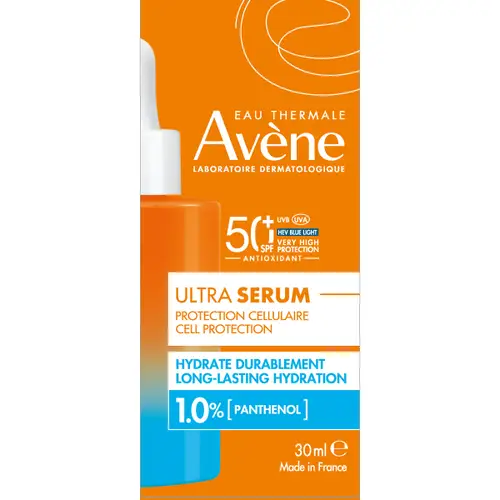 EAU THERMALE
Avène
LABORATOIRE DERMATOLOGIQUE
50+ SPF
UVB UVA
HEV BLUE LIGHT
VERY HIGH
PROTECTION
ANTIOXIDANT
ULTRA SERUM
PROTECTION CELLULAIRE
CELL PROTECTION
HYDRATE DURABLEMENT
LONG-LASTING HYDRATION
1.0% [PANTHENOL]
30ml℮
Made in France